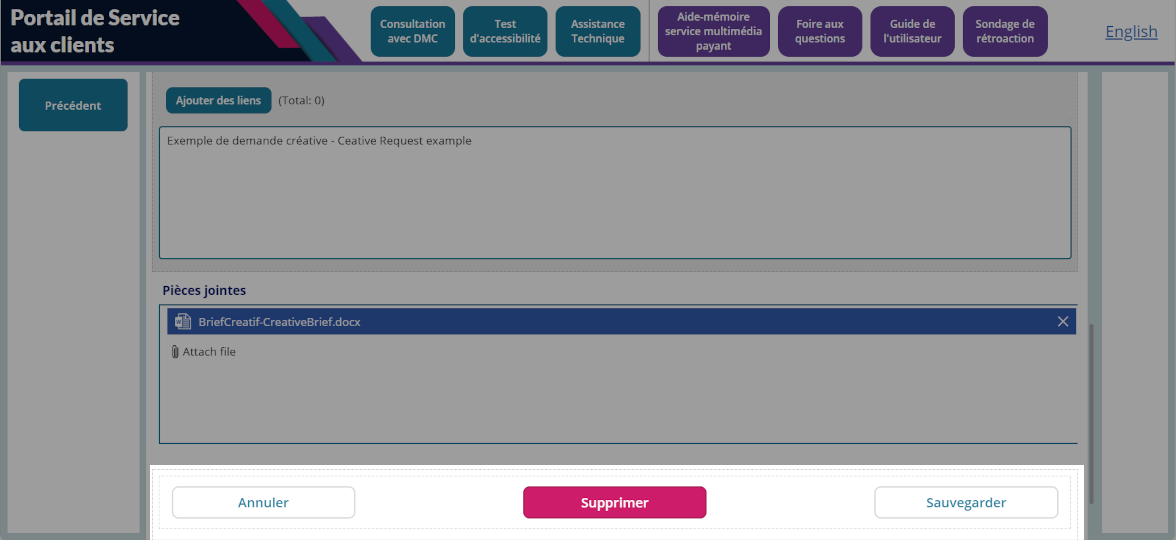 Portail de Service
aux clients
Consultation
avec DMC
Test
d'accessibilité
Assistance
Technique
Aide-mémoire
service multimédia
payant
Foire aux
questions
Guide de
l'utilisateur
Sondage de
rétroaction
English
Précédent
Ajouter des liens (Total: 0)
Exemple de demande créative - Ceative Request example
Pièces jointes
BriefCreatif-CreativeBrief.docx
Attach file
Annuler
Supprimer
Sauvegarder